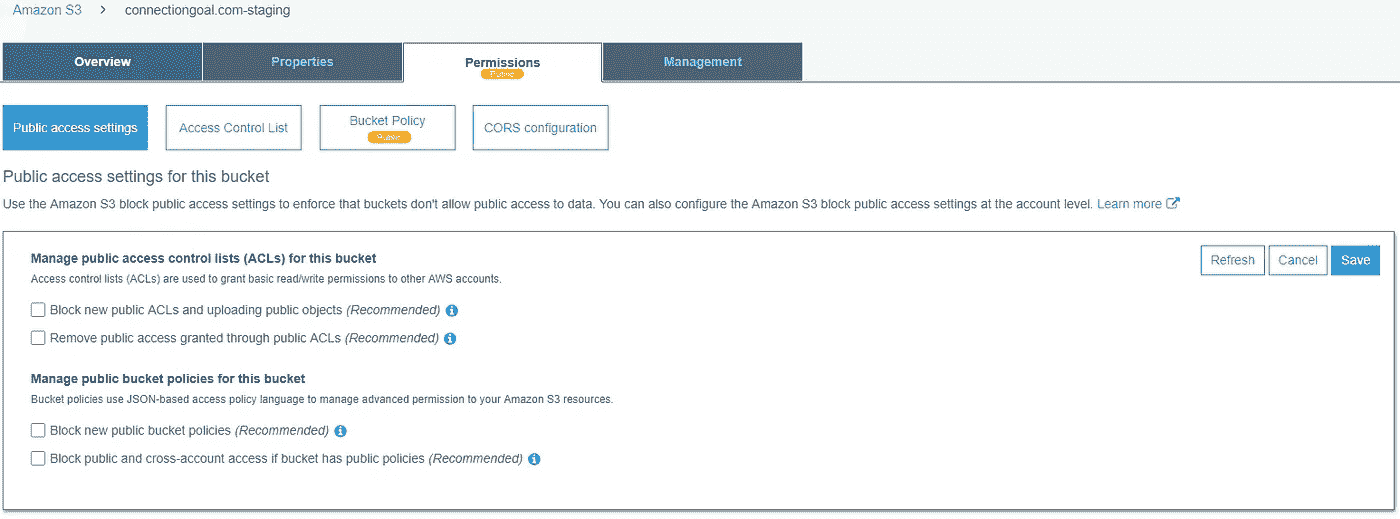 Amazon S3 > connectiongoal.com-staging
Overview
Properties
Permissions
Public
Management
Public access settings
Access Control List
Bucket Policy
Public
CORS configuration
Public access settings for this bucket
Use the Amazon S3 block public access settings to enforce that buckets don't allow public access to data. You can also configure the Amazon S3 block public access settings at the account level. Learn more
Manage public access control lists (ACLs) for this bucket
Refresh
Cancel
Save
Access control lists (ACLs) are used to grant basic read/write permissions to other AWS accounts.
Block new public ACLs and uploading public objects (Recommended)
Remove public access granted through public ACLs (Recommended)
Manage public bucket policies for this bucket
Bucket policies use JSON-based access policy language to manage advanced permission to your Amazon S3 resources.
Block new public bucket policies (Recommended)
Block public and cross-account access if bucket has public policies (Recommended)